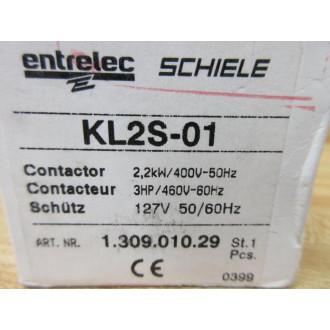 entrelec SCHIELE
KL2S-01
Contactor 2,2kW/400V-50Hz
Contacteur 3HP/460V-60Hz
Schütz 127V 50/60Hz
ART. NR. 1.309.010.29 St.1
Pcs.
CE 0399